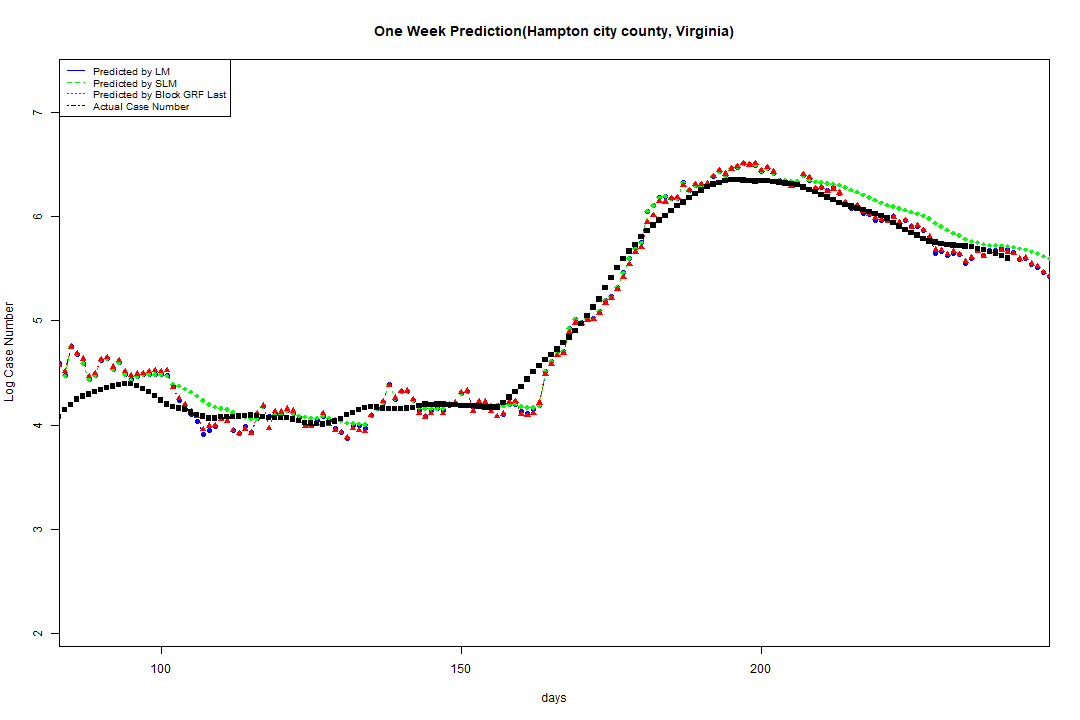 One Week Prediction(Hampton city county, Virginia)
Predicted by LM
Predicted by SLM
Predicted by Block GRF Last
Actual Case Number
7
6
5
4
3
2
Log Case Number
100 150 200
days